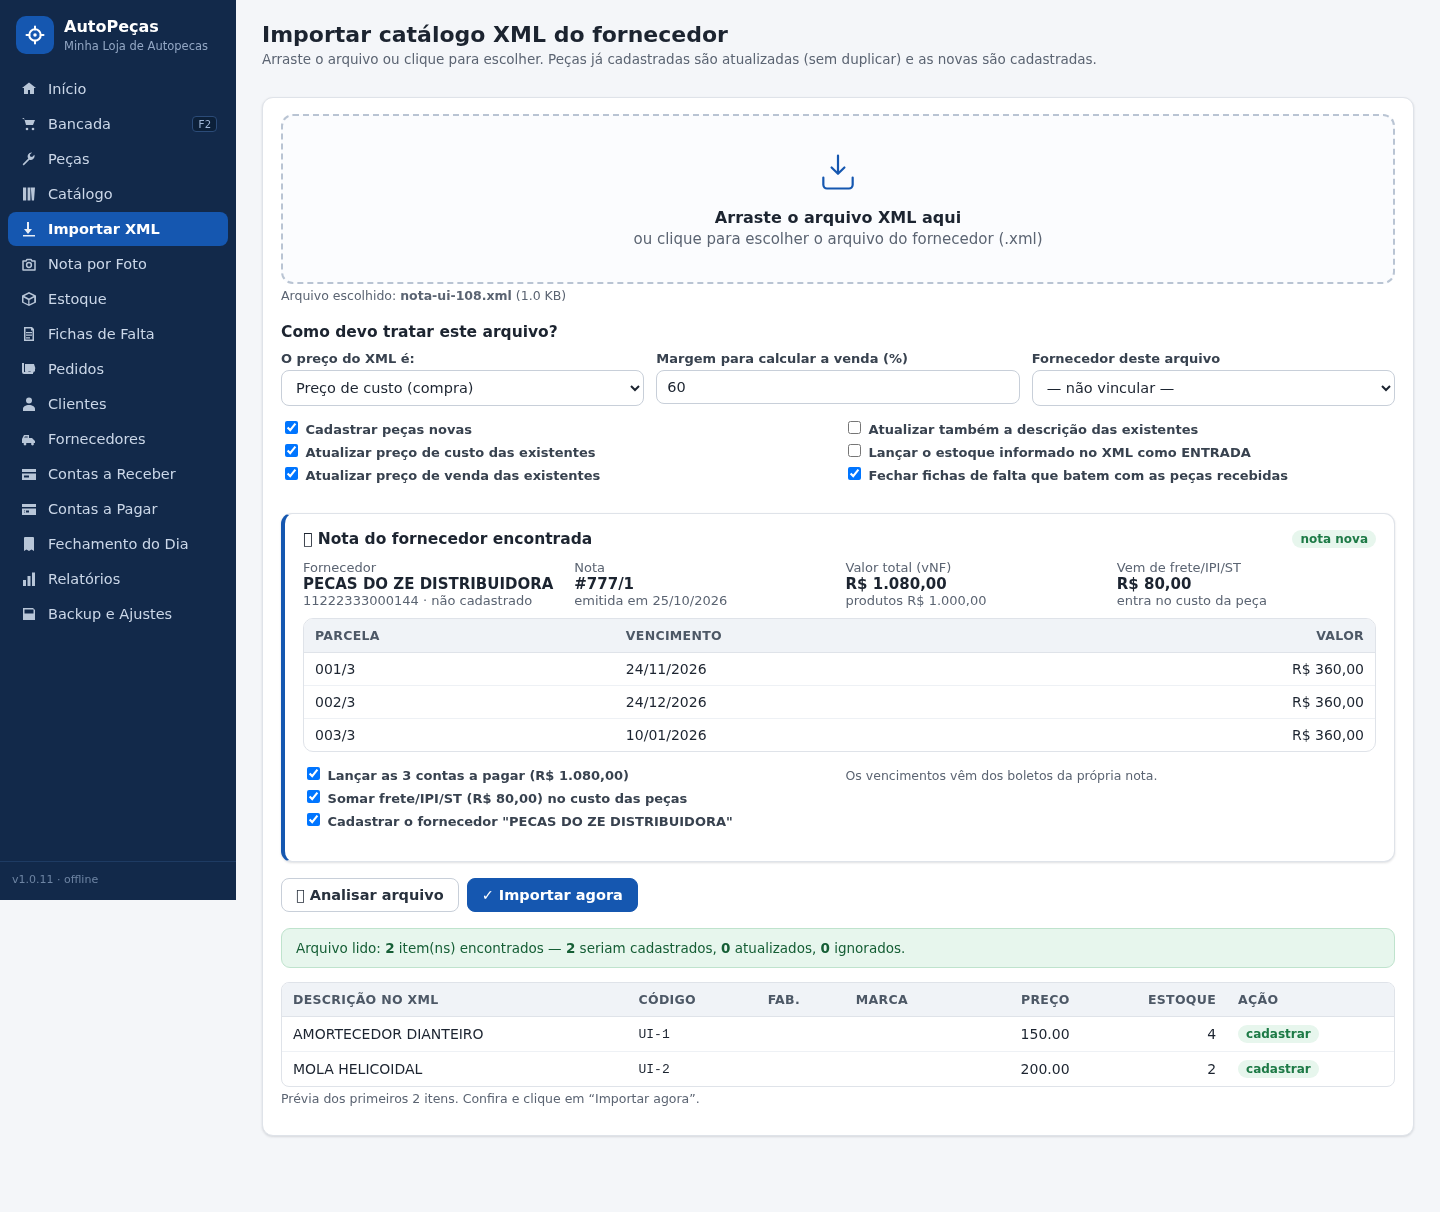 AutoPeças
Minha Loja de Autopecas
Início
Bancada F2
Peças
Catálogo
Importar XML
Nota por Foto
Estoque
Fichas de Falta
Pedidos
Clientes
Fornecedores
Contas a Receber
Contas a Pagar
Fechamento do Dia
Relatórios
Backup e Ajustes
v1.0.11 · offline
Importar catálogo XML do fornecedor
Arraste o arquivo ou clique para escolher. Peças já cadastradas são atualizadas (sem duplicar) e as novas são cadastradas.
Arraste o arquivo XML aqui
ou clique para escolher o arquivo do fornecedor (.xml)
Arquivo escolhido: nota-ui-108.xml (1.0 KB)
Como devo tratar este arquivo?
O preço do XML é: Margem para calcular a venda (%) Fornecedor deste arquivo
Preço de custo (compra) 60 — não vincular —
Cadastrar peças novas Atualizar também a descrição das existentes
Atualizar preço de custo das existentes Lançar o estoque informado no XML como ENTRADA
Atualizar preço de venda das existentes Fechar fichas de falta que batem com as peças recebidas
Nota do fornecedor encontrada nota nova
Fornecedor Nota Valor total (vNF) Vem de frete/IPI/ST
PECAS DO ZE DISTRIBUIDORA #777/1 R$ 1.080,00 R$ 80,00
11222333000144 · não cadastrado emitida em 25/10/2026 produtos R$ 1.000,00 entra no custo da peça
PARCELA VENCIMENTO VALOR
001/3 24/11/2026 R$ 360,00
002/3 24/12/2026 R$ 360,00
003/3 10/01/2026 R$ 360,00
Lançar as 3 contas a pagar (R$ 1.080,00) Os vencimentos vêm dos boletos da própria nota.
Somar frete/IPI/ST (R$ 80,00) no custo das peças
Cadastrar o fornecedor "PECAS DO ZE DISTRIBUIDORA"
Analisar arquivo ✓ Importar agora
Arquivo lido: 2 item(ns) encontrados — 2 seriam cadastrados, 0 atualizados, 0 ignorados.
DESCRIÇÃO NO XML CÓDIGO FAB. MARCA PREÇO ESTOQUE AÇÃO
AMORTECEDOR DIANTEIRO UI-1 150.00 4 cadastrar
MOLA HELICOIDAL UI-2 200.00 2 cadastrar
Prévia dos primeiros 2 itens. Confira e clique em “Importar agora”.